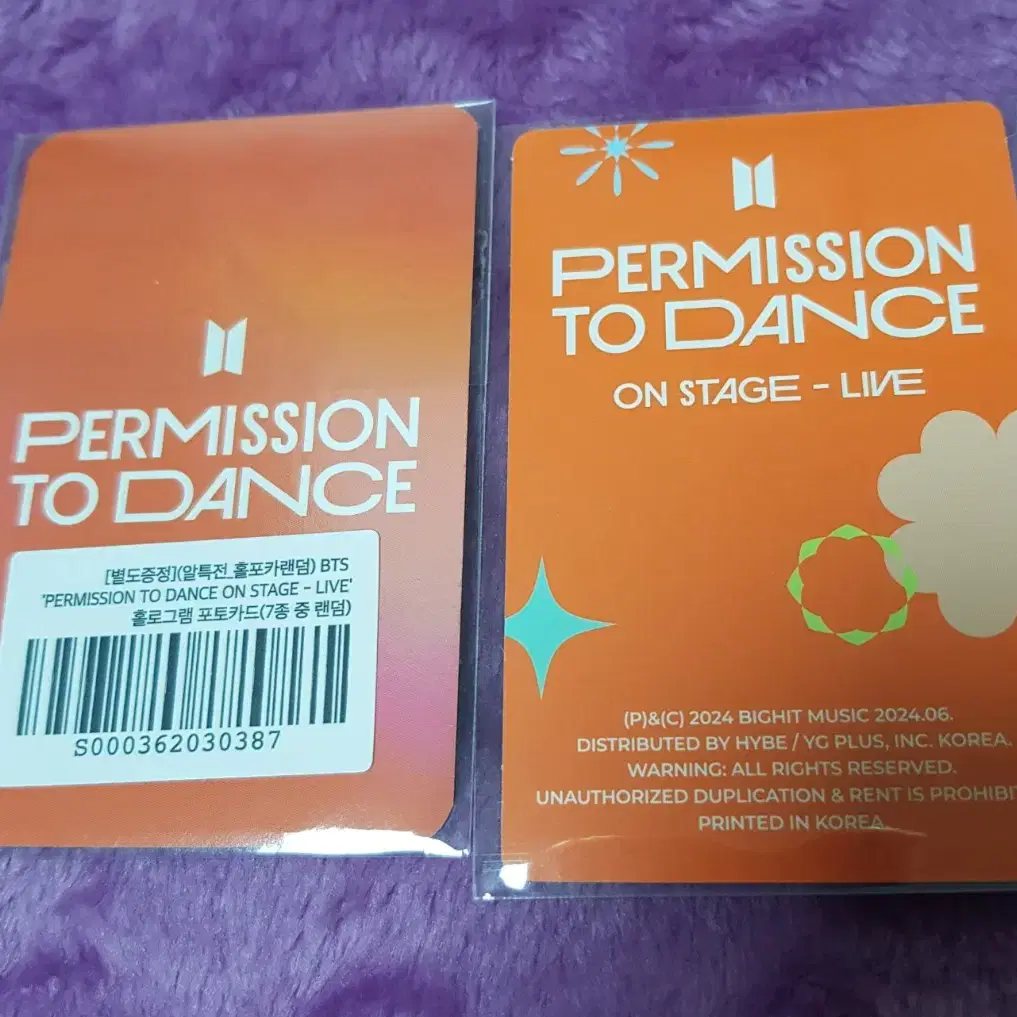 PERMISSION
TO DANCE
[별도증정](알특전_홀포카랜덤) BTS
'PERMISSION TO DANCE ON STAGE - LIVE'
홀로그램 포토카드(7종 중 랜덤)
S000362030387
PERMISSION
TO DANCE
ON STAGE - LIVE
(P)&(C) 2024 BIGHIT MUSIC 2024.06.
DISTRIBUTED BY HYBE / YG PLUS, INC. KOREA.
WARNING: ALL RIGHTS RESERVED.
UNAUTHORIZED DUPLICATION & RENT IS PROHIBIT
PRINTED IN KOREA.